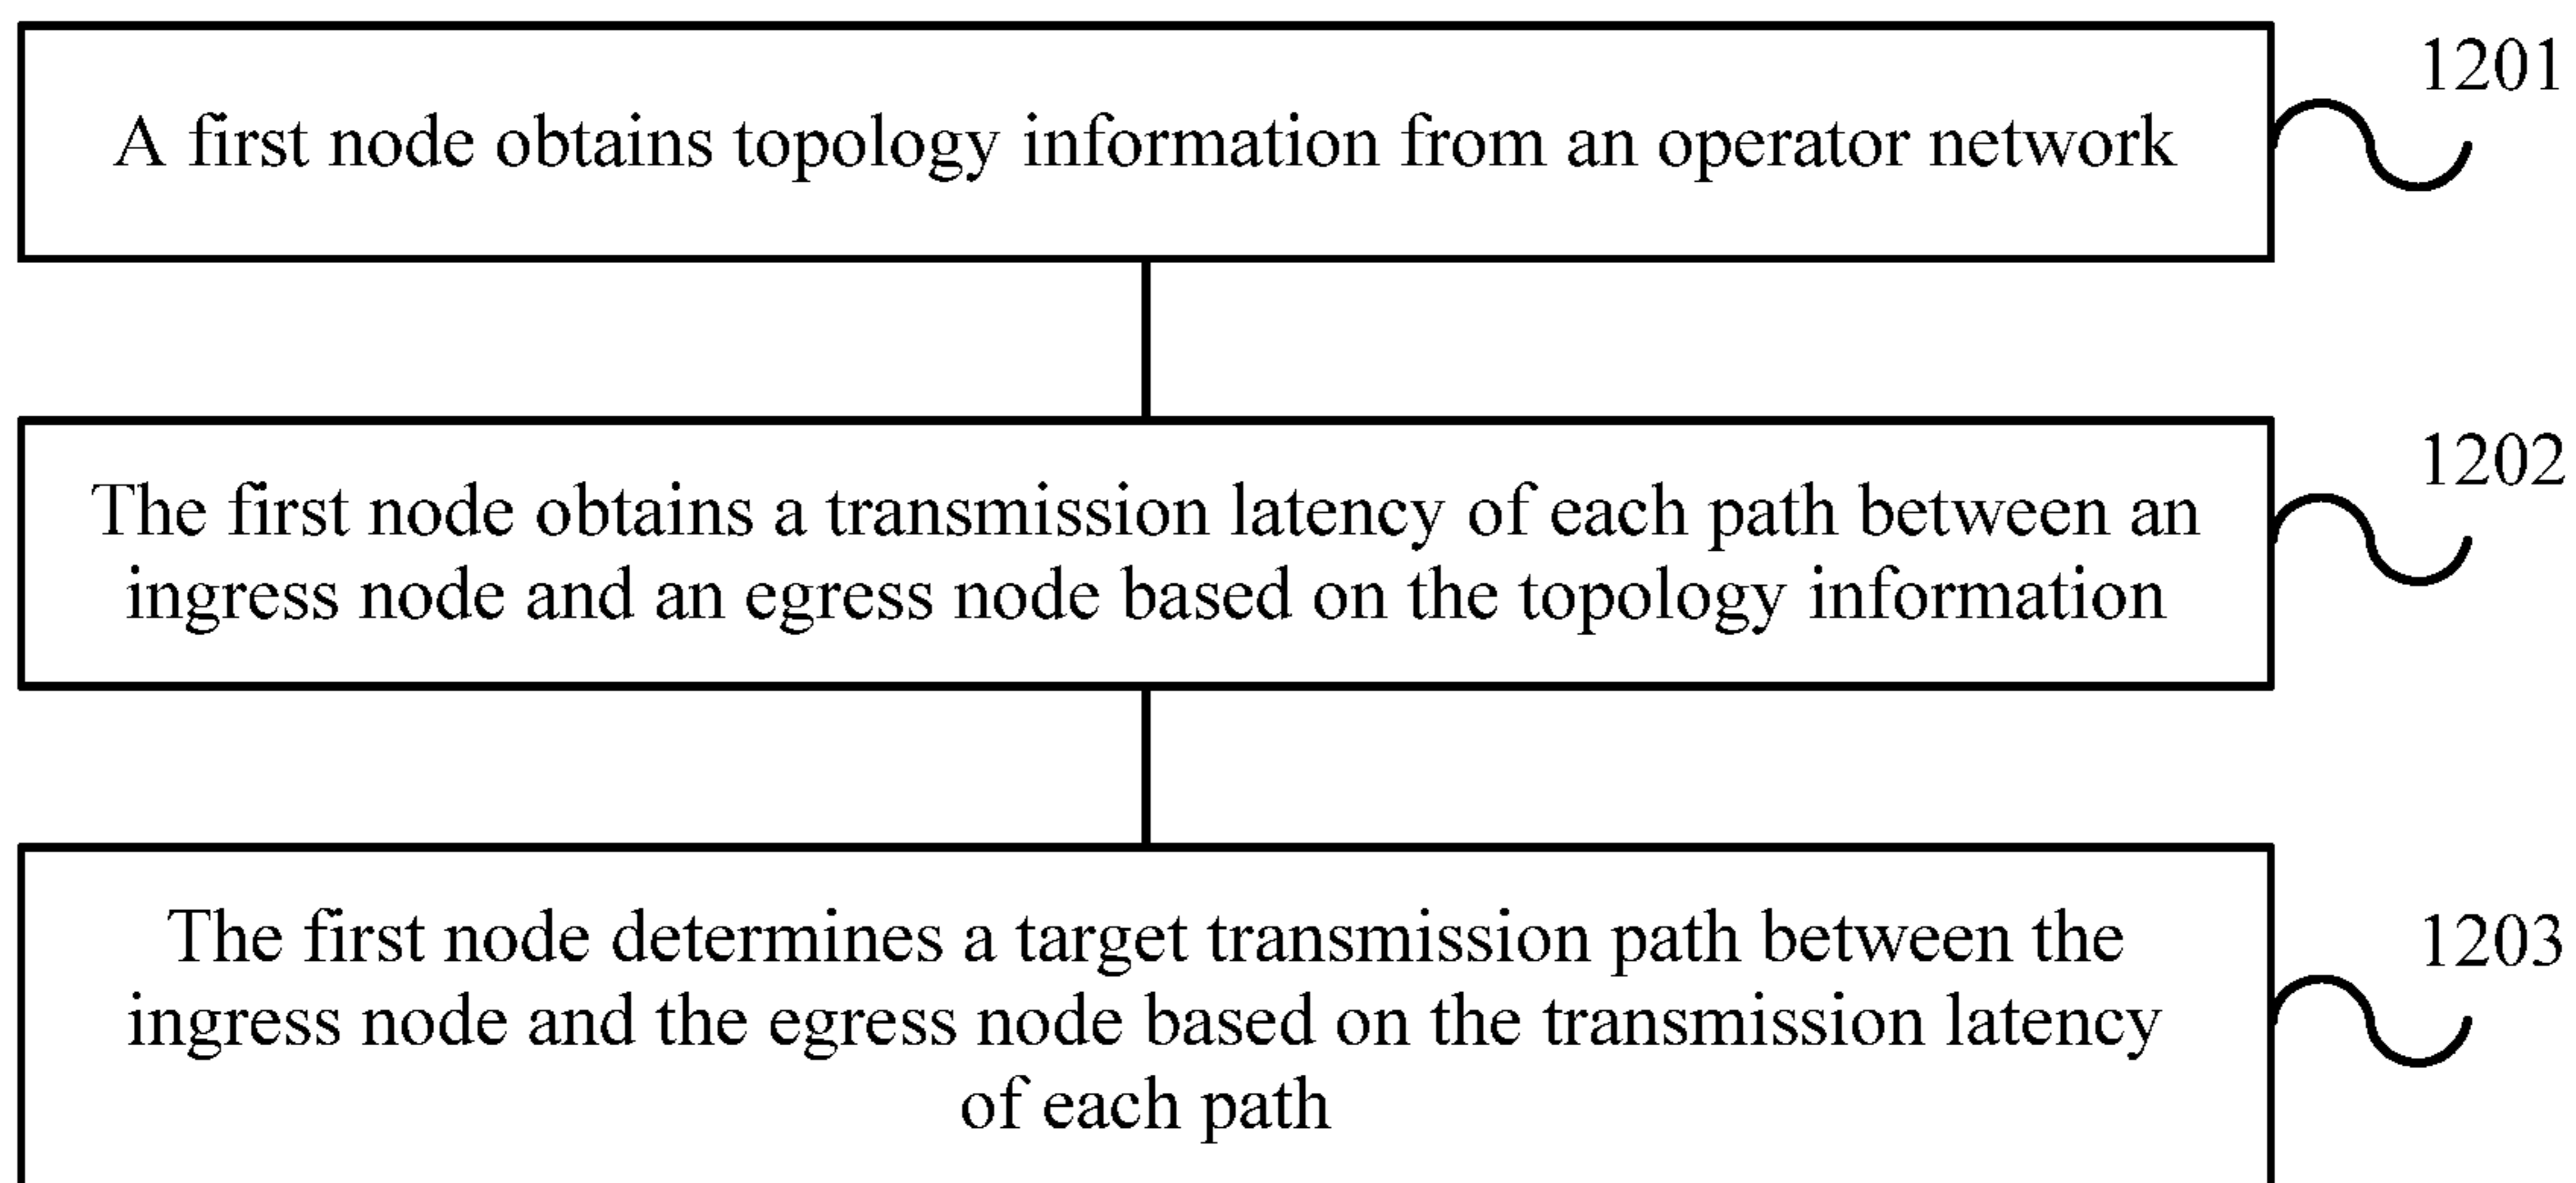 A first node obtains topology information from an operator network
1201
The first node obtains a transmission latency of each path between an
ingress node and an egress node based on the topology information
1202
The first node determines a target transmission path between the
ingress node and the egress node based on the transmission latency
of each path
1203